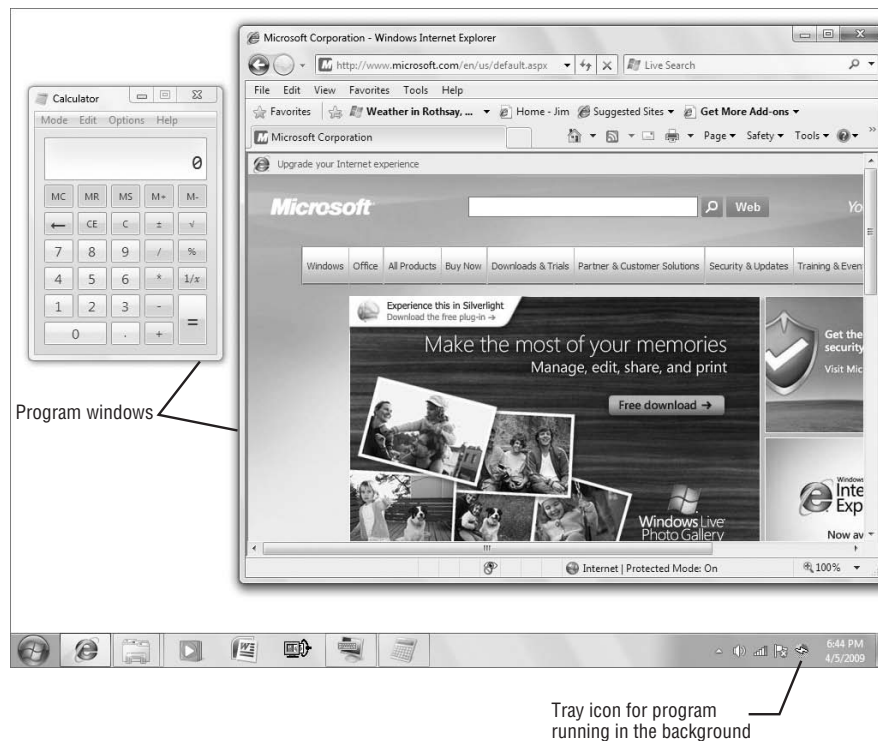 Calculator
Mode Edit Options Help
0
MC MR MS M+ M-
← CE C ± √
7 8 9 / %
4 5 6 * 1/x
1 2 3 - =
0 . +
Program windows
Microsoft Corporation - Windows Internet Explorer
http://www.microsoft.com/en/us/default.aspx
Live Search
File Edit View Favorites Tools Help
Favorites Weather in Rothsay, ... Home - Jim Suggested Sites Get More Add-ons
Microsoft Corporation
Page Safety Tools »
Upgrade your Internet experience
Microsoft
Web
Yo
Windows Office All Products Buy Now Downloads & Trials Partner & Customer Solutions Security & Updates Training & Even
Experience this in Silverlight
Download the free plug-in →
Make the most of your memories
Manage, edit, share, and print
Free download →
Windows Live
Photo Gallery
Get the
security
Visit Mic
Windows
Inte
Exp
Now av
Internet | Protected Mode: On
100%
6:44 PM
4/5/2009
Tray icon for program
running in the background